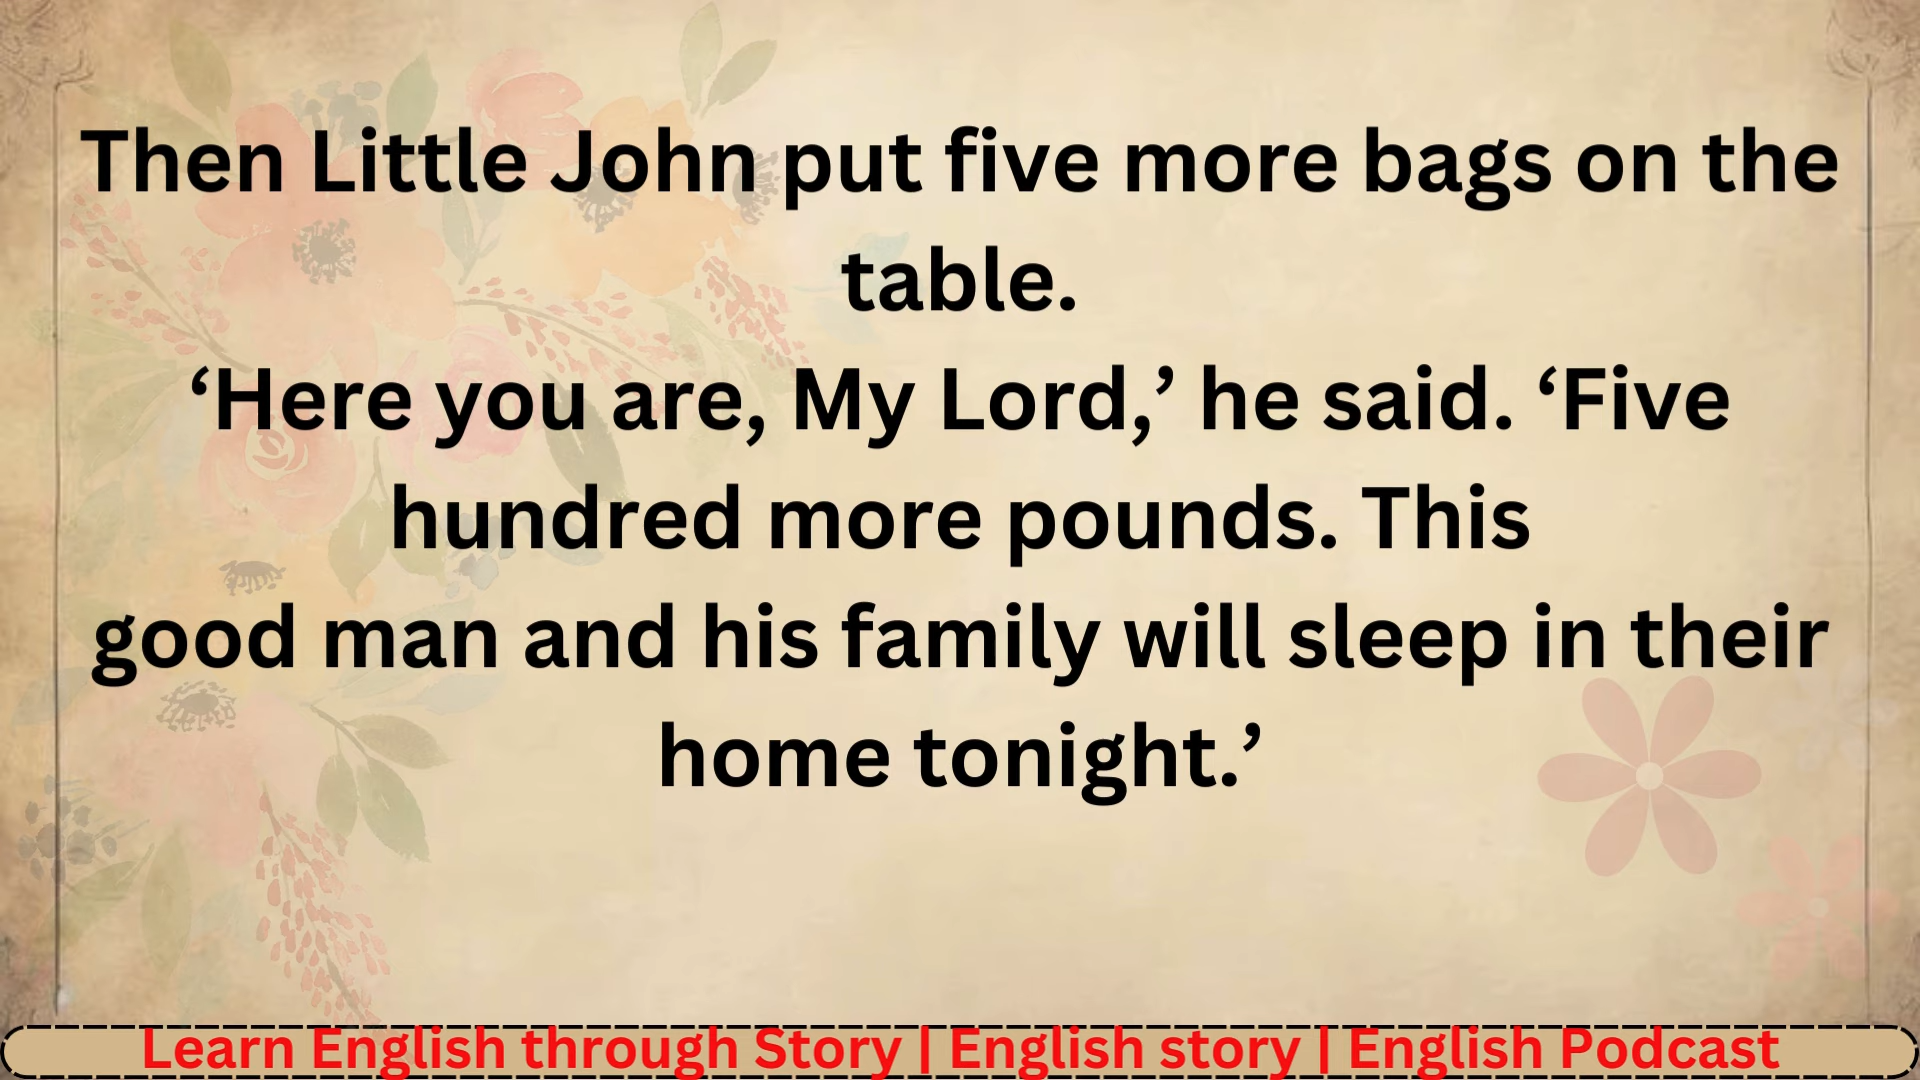 Then Little John put five more bags on the
table.
‘Here you are, My Lord,’ he said. ‘Five
hundred more pounds. This
good man and his family will sleep in their
home tonight.’
Learn English through Story | English story | English Podcast